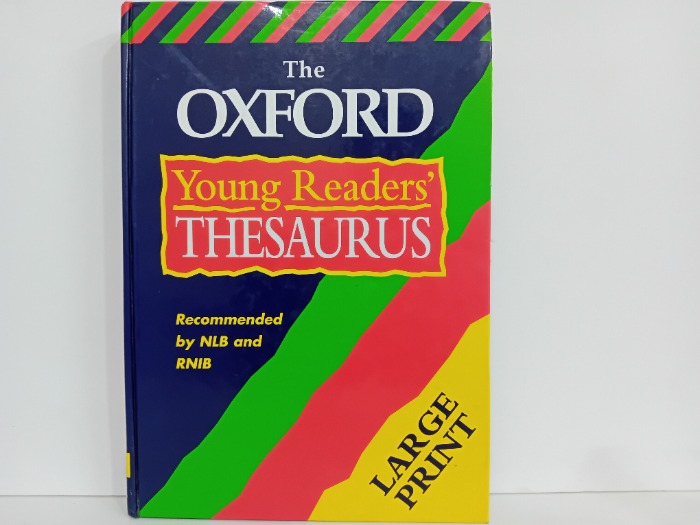 The
OXFORD
Young Readers'
THESAURUS
Recommended
by NLB and
RNIB
LARGE
PRINT